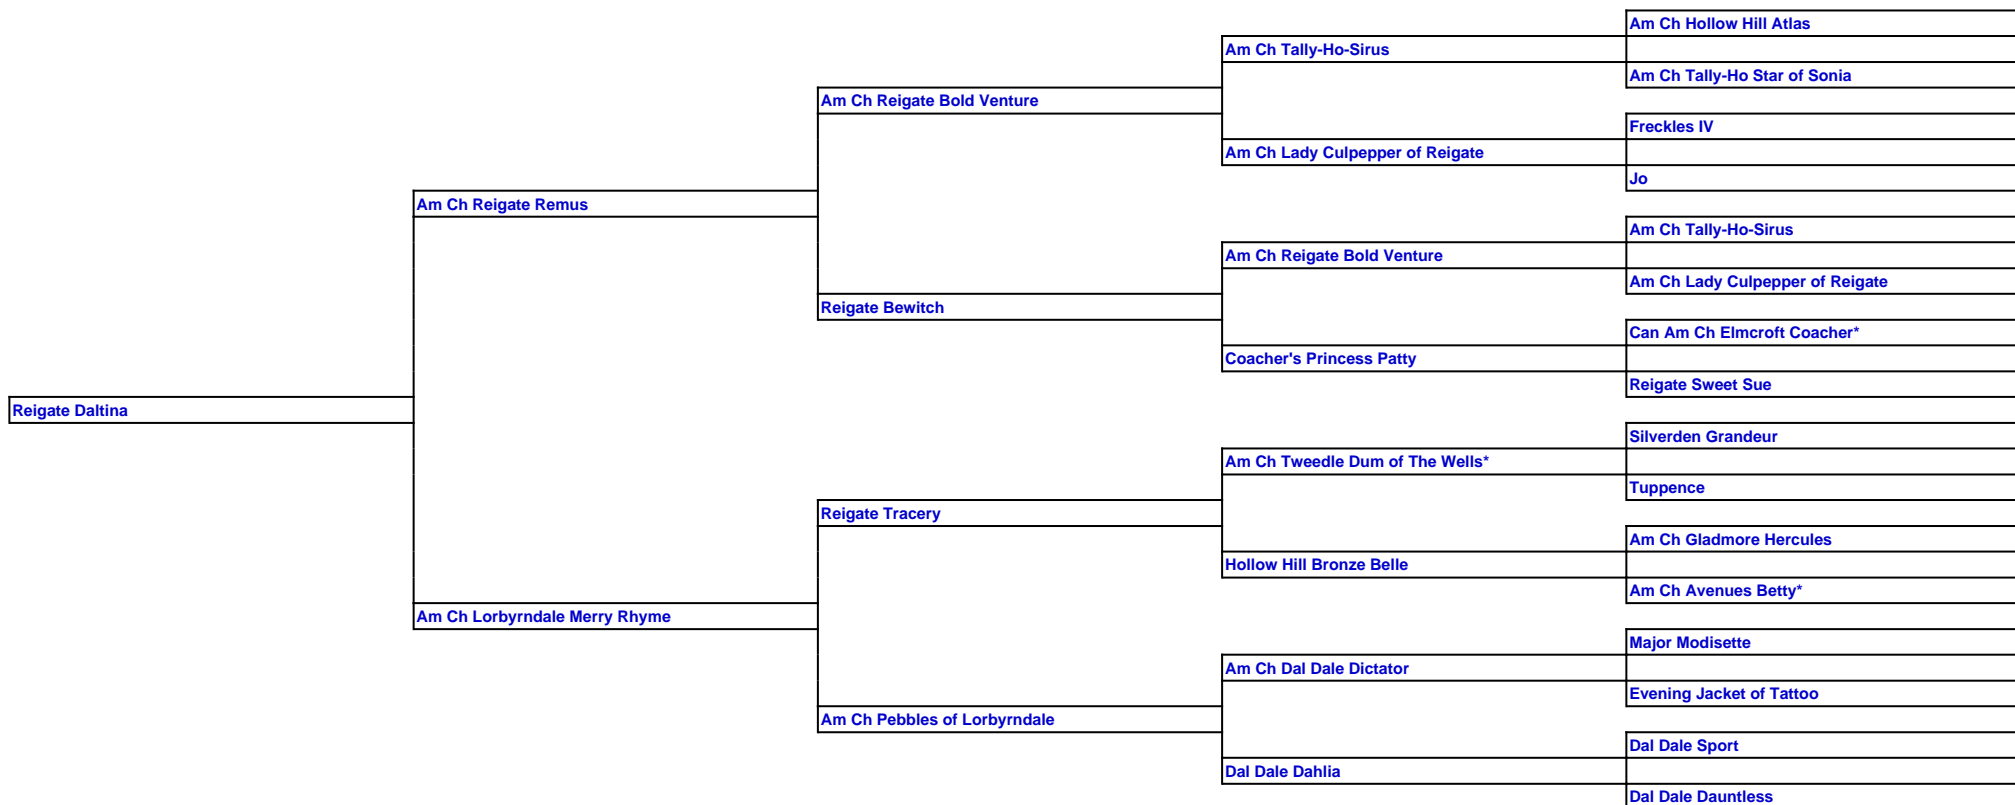 Am Ch Hollow Hill Atlas
Am Ch Tally-Ho-Sirus
Am Ch Tally-Ho Star of Sonia
Am Ch Reigate Bold Venture
Freckles IV
Am Ch Lady Culpepper of Reigate
Jo
Am Ch Reigate Remus
Am Ch Tally-Ho-Sirus
Am Ch Reigate Bold Venture
Am Ch Lady Culpepper of Reigate
Reigate Bewitch
Can Am Ch Elmcroft Coacher*
Coacher's Princess Patty
Reigate Sweet Sue
Reigate Daltina
Silverden Grandeur
Am Ch Tweedle Dum of The Wells*
Tuppence
Reigate Tracery
Am Ch Gladmore Hercules
Hollow Hill Bronze Belle
Am Ch Avenues Betty*
Am Ch Lorbyrndale Merry Rhyme
Major Modisette
Am Ch Dal Dale Dictator
Evening Jacket of Tattoo
Am Ch Pebbles of Lorbyrndale
Dal Dale Sport
Dal Dale Dahlia
Dal Dale Dauntless